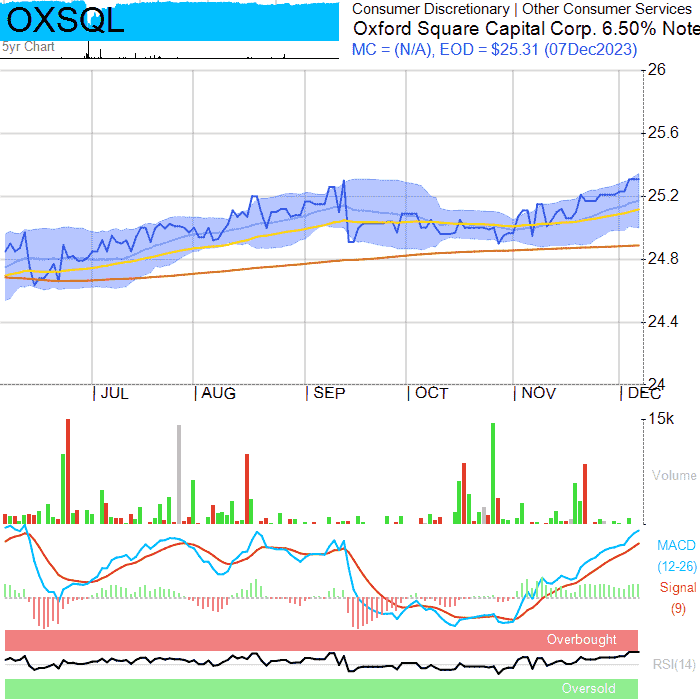 OXSQL
5yr Chart
Consumer Discretionary | Other Consumer Services
Oxford Square Capital Corp. 6.50% Note
MC = (N/A), EOD = $25.31 (07Dec2023)
26
25.6
25.2
24.8
24.4
24
JUL AUG SEP OCT NOV DEC
15k
Volume
MACD
(12-26)
Signal
(9)
Overbought
RSI(14)
Oversold